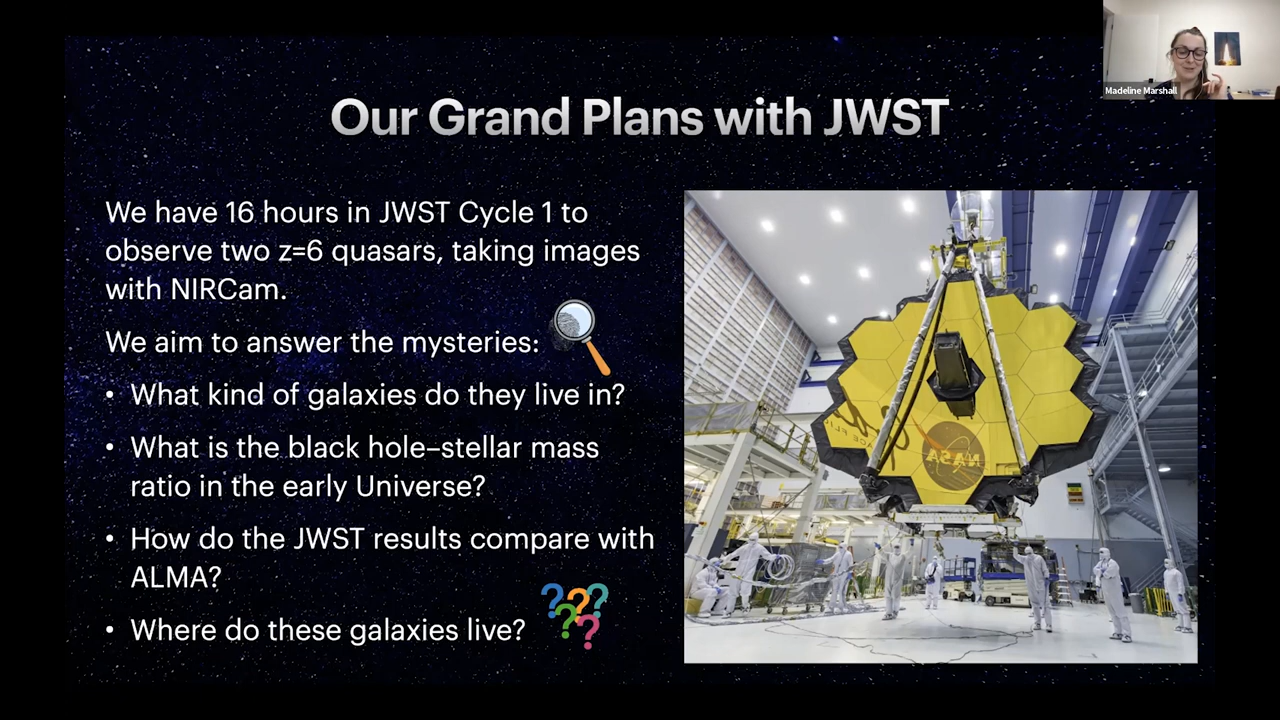 Madeline Marshall
Our Grand Plans with JWST
We have 16 hours in JWST Cycle 1 to
observe two z=6 quasars, taking images
with NIRCam.
We aim to answer the mysteries:
• What kind of galaxies do they live in?
• What is the black hole–stellar mass
ratio in the early Universe?
• How do the JWST results compare with
ALMA?
• Where do these galaxies live?
???
NASA